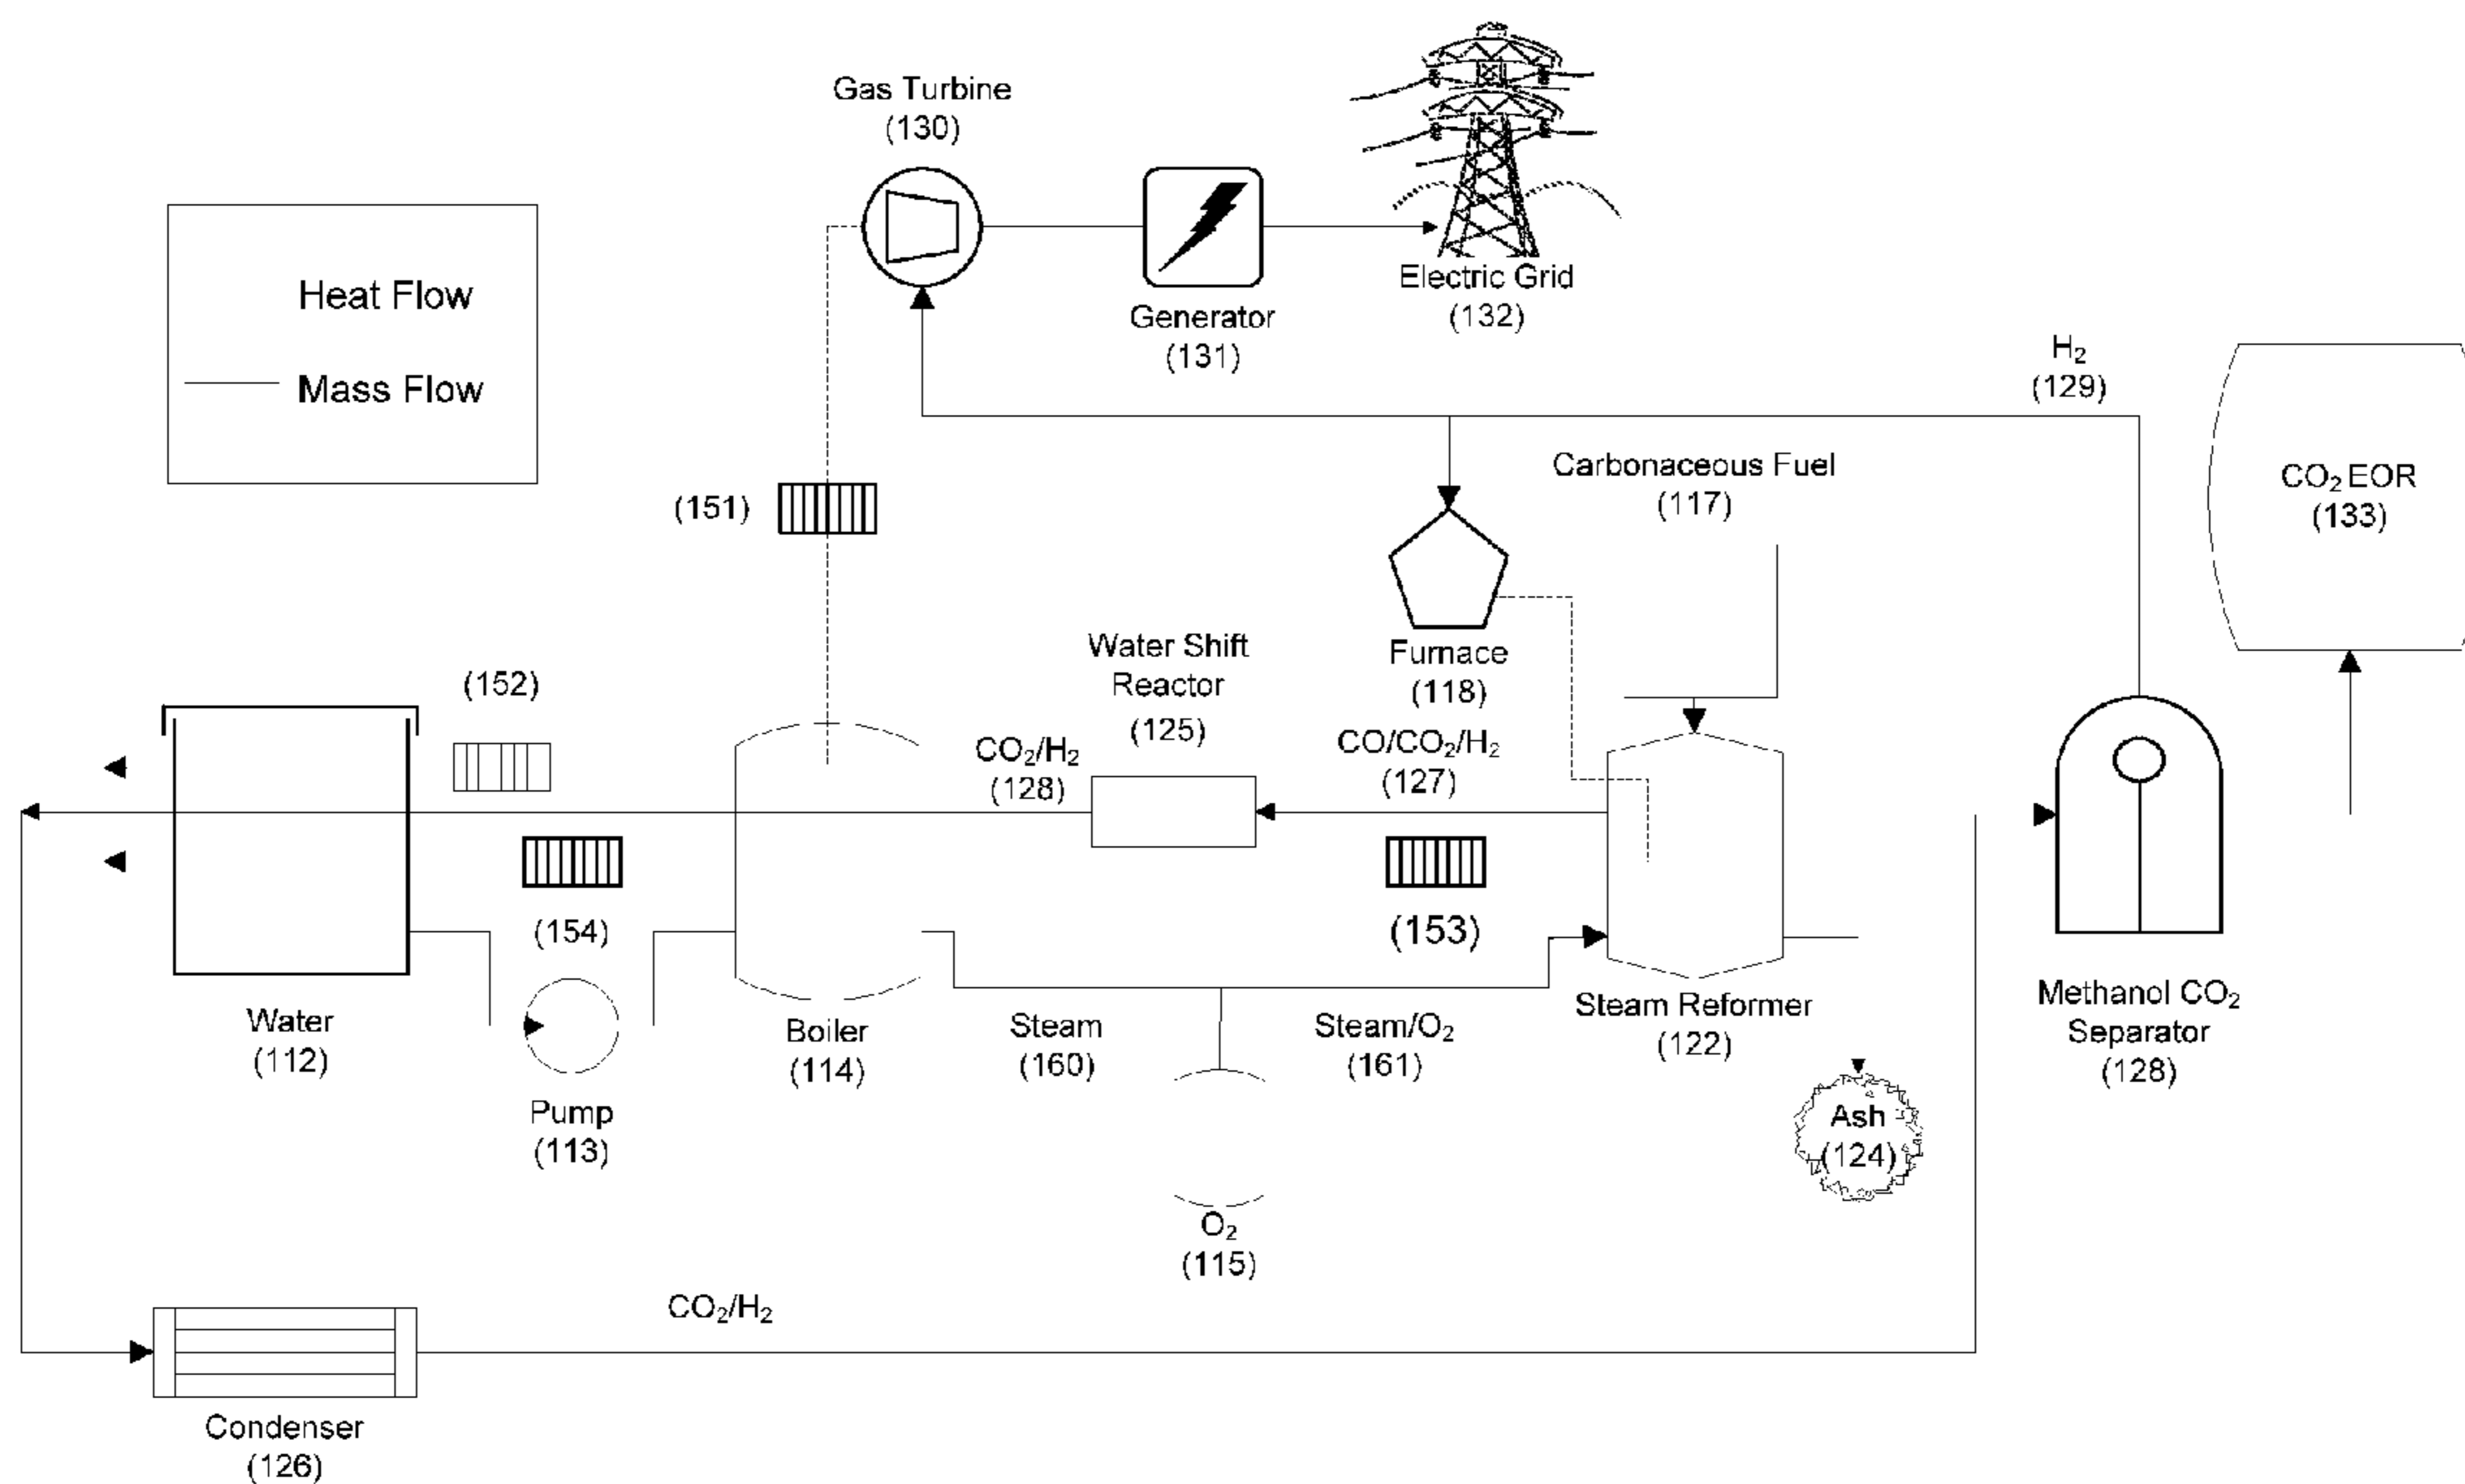 Gas Turbine
(130)
Heat Flow
Mass Flow
Generator
(131)
Electric Grid
(132)
H₂
(129)
CO₂ EOR
(133)
Carbonaceous Fuel
(117)
(151)
Furnace
(118)
Water Shift
Reactor
(125)
(152)
CO₂/H₂
(128)
CO/CO₂/H₂
(127)
(154)
(153)
Water
(112)
Pump
(113)
Boiler
(114)
Steam
(160)
Steam/O₂
(161)
Steam Reformer
(122)
Methanol CO₂
Separator
(128)
Ash
(124)
O₂
(115)
CO₂/H₂
Condenser
(126)